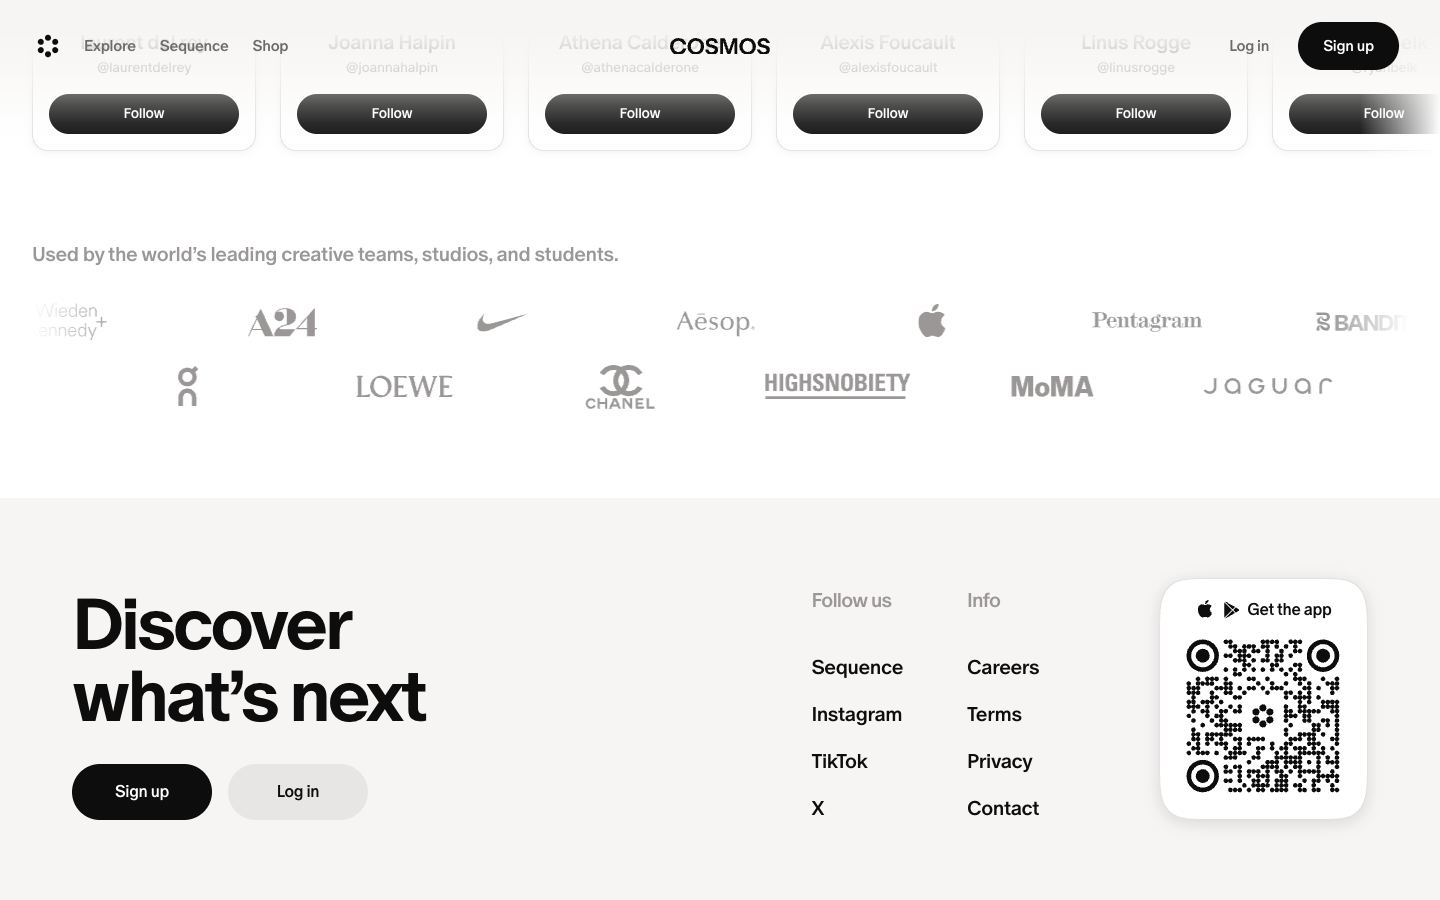 Explore Sequence Shop
COSMOS
Log in Sign up
Joanna Halpin
Alexis Foucault
Linus Rogge
@laurentdelrey
@joannahalpin
@athenacalderone
@alexisfoucault
@linusrogge
Follow
Follow
Follow
Follow
Follow
Follow
Used by the world’s leading creative teams, studios, and students.
Wieden
ennedy+
A24
Aēsop.
Pentagram
BANDIT
LOEWE
CHANEL
HIGHSNOBIETY
MoMA
JAGUAR
Discover
what’s next
Sign up
Log in
Follow us
Sequence
Instagram
TikTok
X
Info
Careers
Terms
Privacy
Contact
Get the app